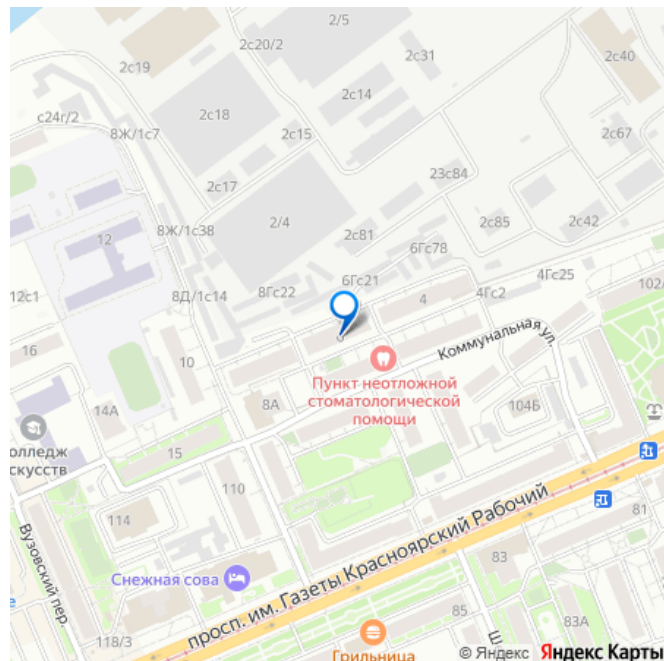 2/5
2с20/2
2с31
2с40
2с19
2с14
2с18
с24г/2
8Ж/1с7
2с15
2с67
2с17
23с84
2/4
2с85
2с42
8Ж/1с38
12
2с81
6Гс78
6Гс21
4Гс25
12с1
8Д/1с14
8Гс22
4
4Гс2
102/
16
10
Коммунальная ул.
Пункт неотложной
стоматологической
помощи
8А
14А
104Б
олледж
скусств
15
110
просп. им. Газеты Красноярский Рабочий
81
114
Вузовский пер
Снежная сова
83
118/3
85
83А
Грильница
Ш
© Яндекс Яндекс Карты